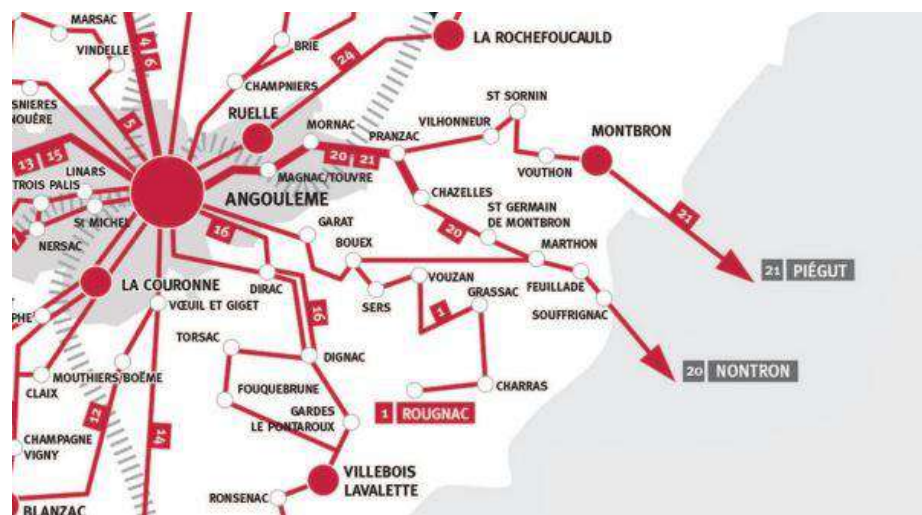 MARSAC
VINDELLE
4 6
BRIE
24
LA ROCHEFOUCAULD
CHAMPNIERS
SNIERES
NOUÈRE
5
RUELLE
ST SORNIN
VILHONNEUR
MONTBRON
MORNAC
PRANZAC
13 15
20 21
LINARS
MAGNAC/TOUVRE
VOUTHON
TROIS PALIS
ANGOULEME
CHAZELLES
ST GERMAIN
DE MONTBRON
21
St MICHEL
16
GARAT
20
NERSAC
BOUEX
MARTHON
21 PIÉGUT
LA COURONNE
DIRAC
VOUZAN
FEUILLADE
GRASSAC
VŒUIL ET GIGET
SERS
SOUFFRIGNAC
PHE
16
1
TORSAC
DIGNAC
20 NONTRON
MOUTHIERS/BOËME
CLAIX
FOUQUEBRUNE
CHARRAS
12
GARDES
LE PONTAROUX
1 ROUGNAC
14
CHAMPAGNE
VIGNY
VILLEBOIS
LAVALETTE
RONSENAC
BLANZAC